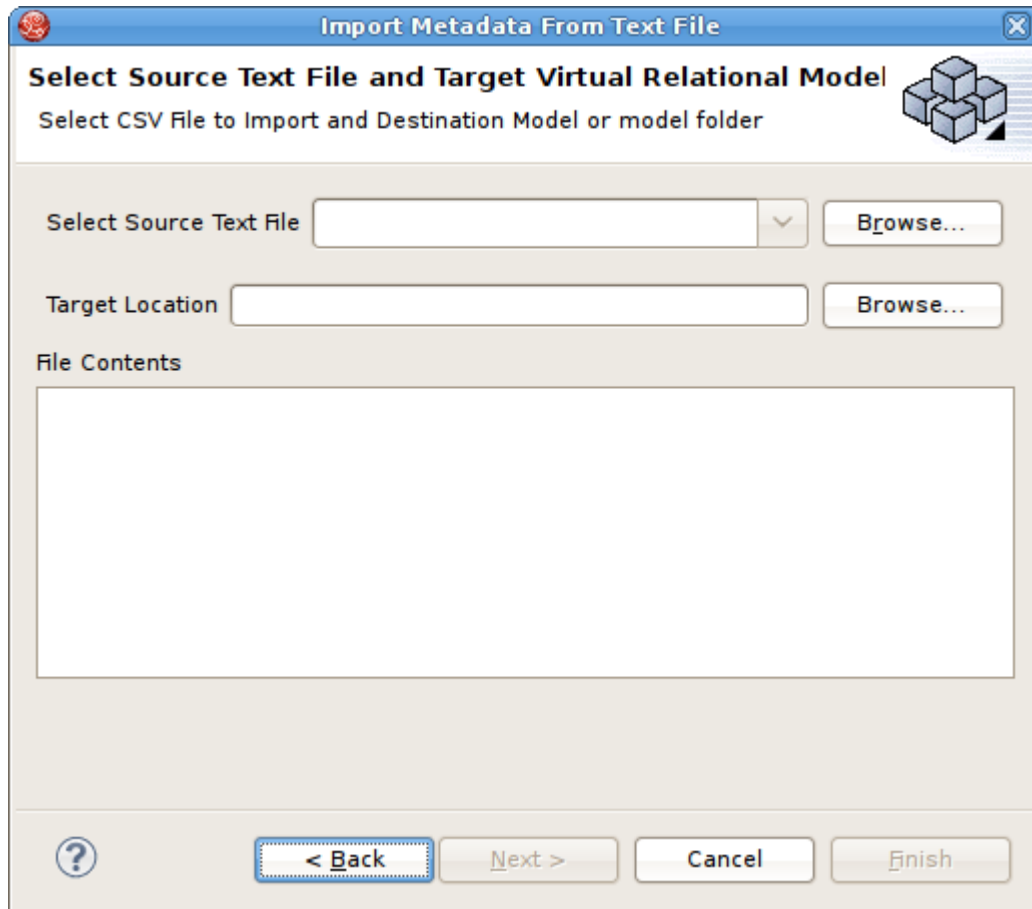 Import Metadata From Text File
Select Source Text File and Target Virtual Relational Model
Select CSV File to Import and Destination Model or model folder
Select Source Text File Browse...
Target Location Browse...
File Contents
? < Back Next > Cancel Finish